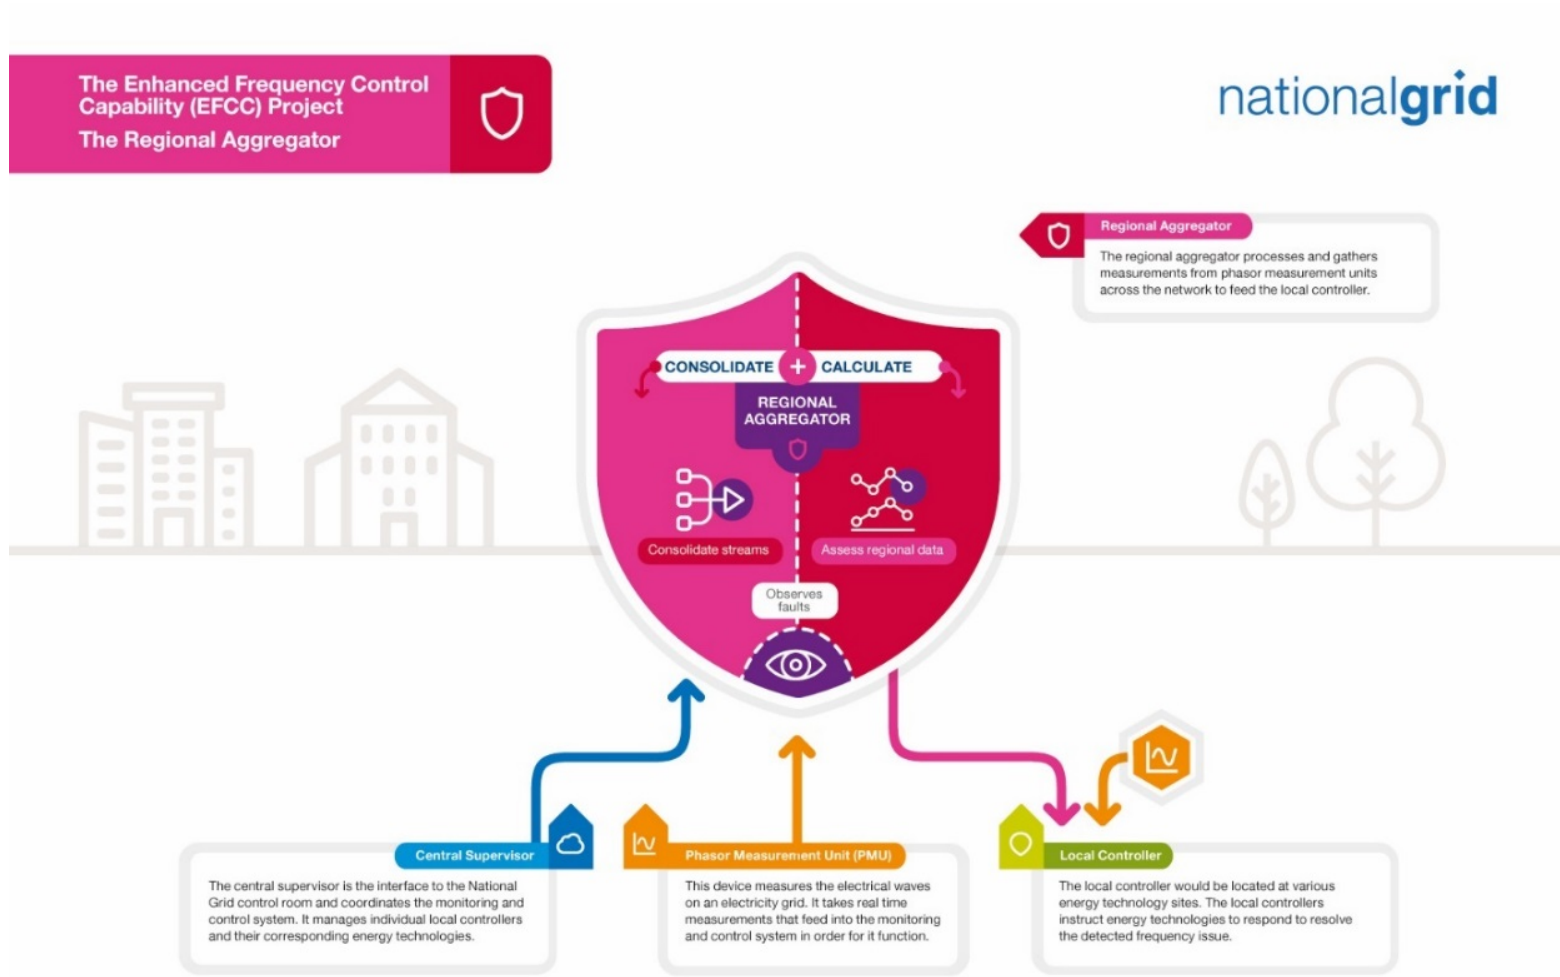 The Enhanced Frequency Control
Capability (EFCC) Project
The Regional Aggregator
nationalgrid
Regional Aggregator
The regional aggregator processes and gathers
measurements from phasor measurement units
across the network to feed the local controller.
CONSOLIDATE + CALCULATE
REGIONAL
AGGREGATOR
Consolidate streams
Assess regional data
Observes
faults
Central Supervisor
The central supervisor is the interface to the National
Grid control room and coordinates the monitoring and
control system. It manages individual local controllers
and their corresponding energy technologies.
Phasor Measurement Unit (PMU)
This device measures the electrical waves
on an electricity grid. It takes real time
measurements that feed into the monitoring
and control system in order for it function.
Local Controller
The local controller would be located at various
energy technology sites. The local controllers
instruct energy technologies to respond to resolve
the detected frequency issue.